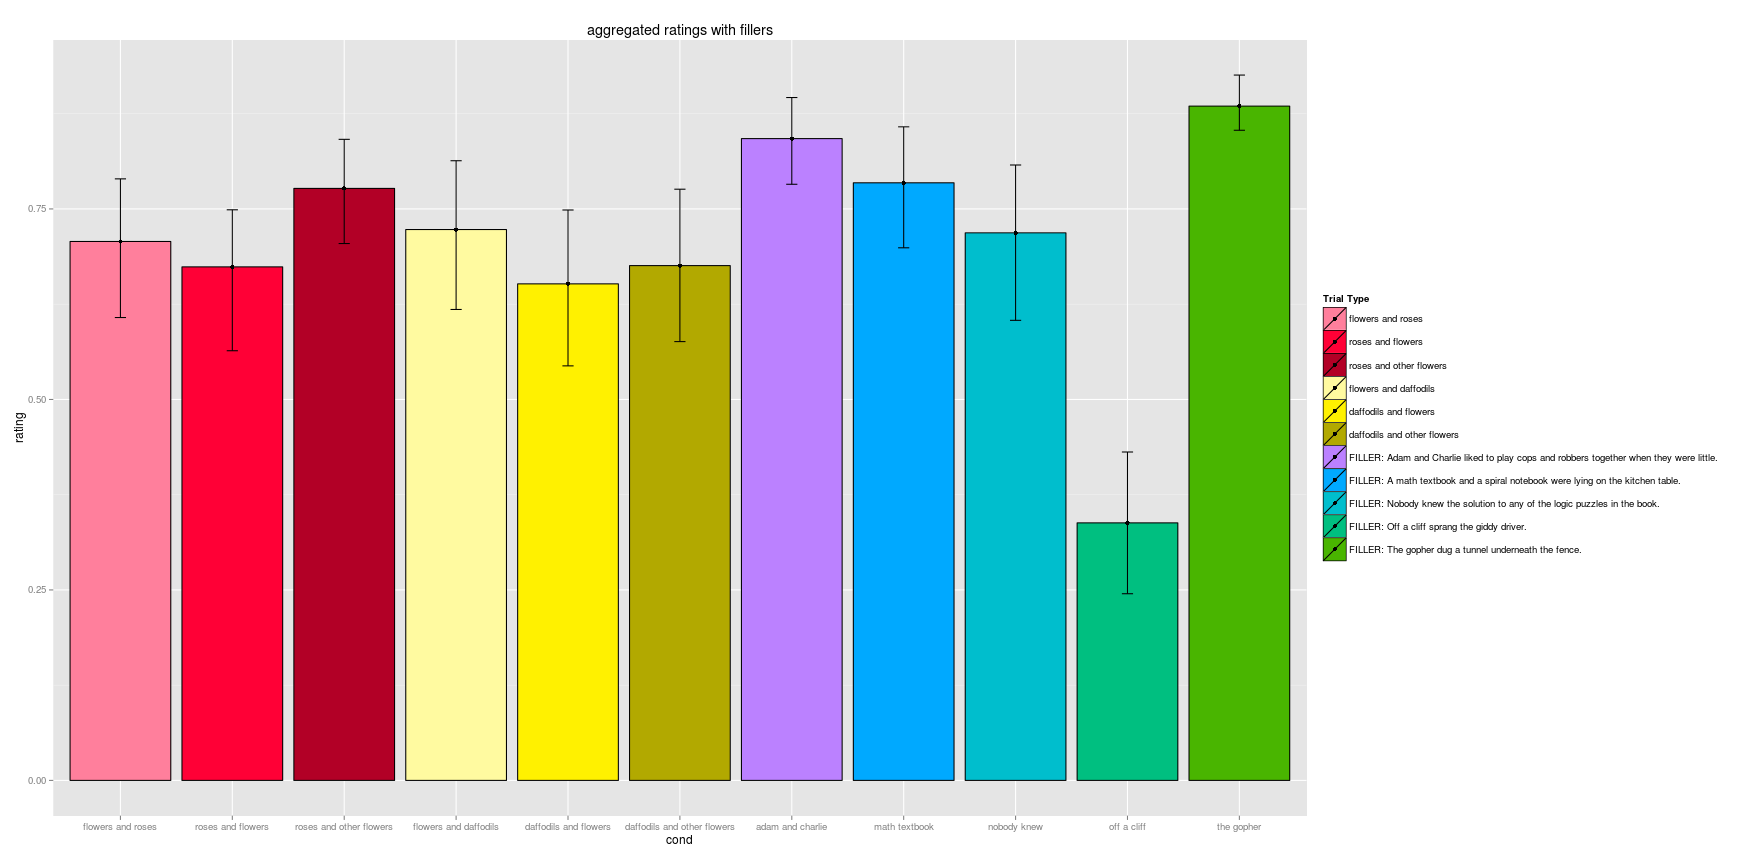 aggregated ratings with fillers
rating
0.75
0.50
0.25
0.00
flowers and roses
roses and flowers
roses and other flowers
flowers and daffodils
daffodils and flowers
daffodils and other flowers
adam and charlie
math textbook
nobody knew
off a cliff
the gopher
cond
Trial Type
flowers and roses
roses and flowers
roses and other flowers
flowers and daffodils
daffodils and flowers
daffodils and other flowers
FILLER: Adam and Charlie liked to play cops and robbers together when they were little.
FILLER: A math textbook and a spiral notebook were lying on the kitchen table.
FILLER: Nobody knew the solution to any of the logic puzzles in the book.
FILLER: Off a cliff sprang the giddy driver.
FILLER: The gopher dug a tunnel underneath the fence.